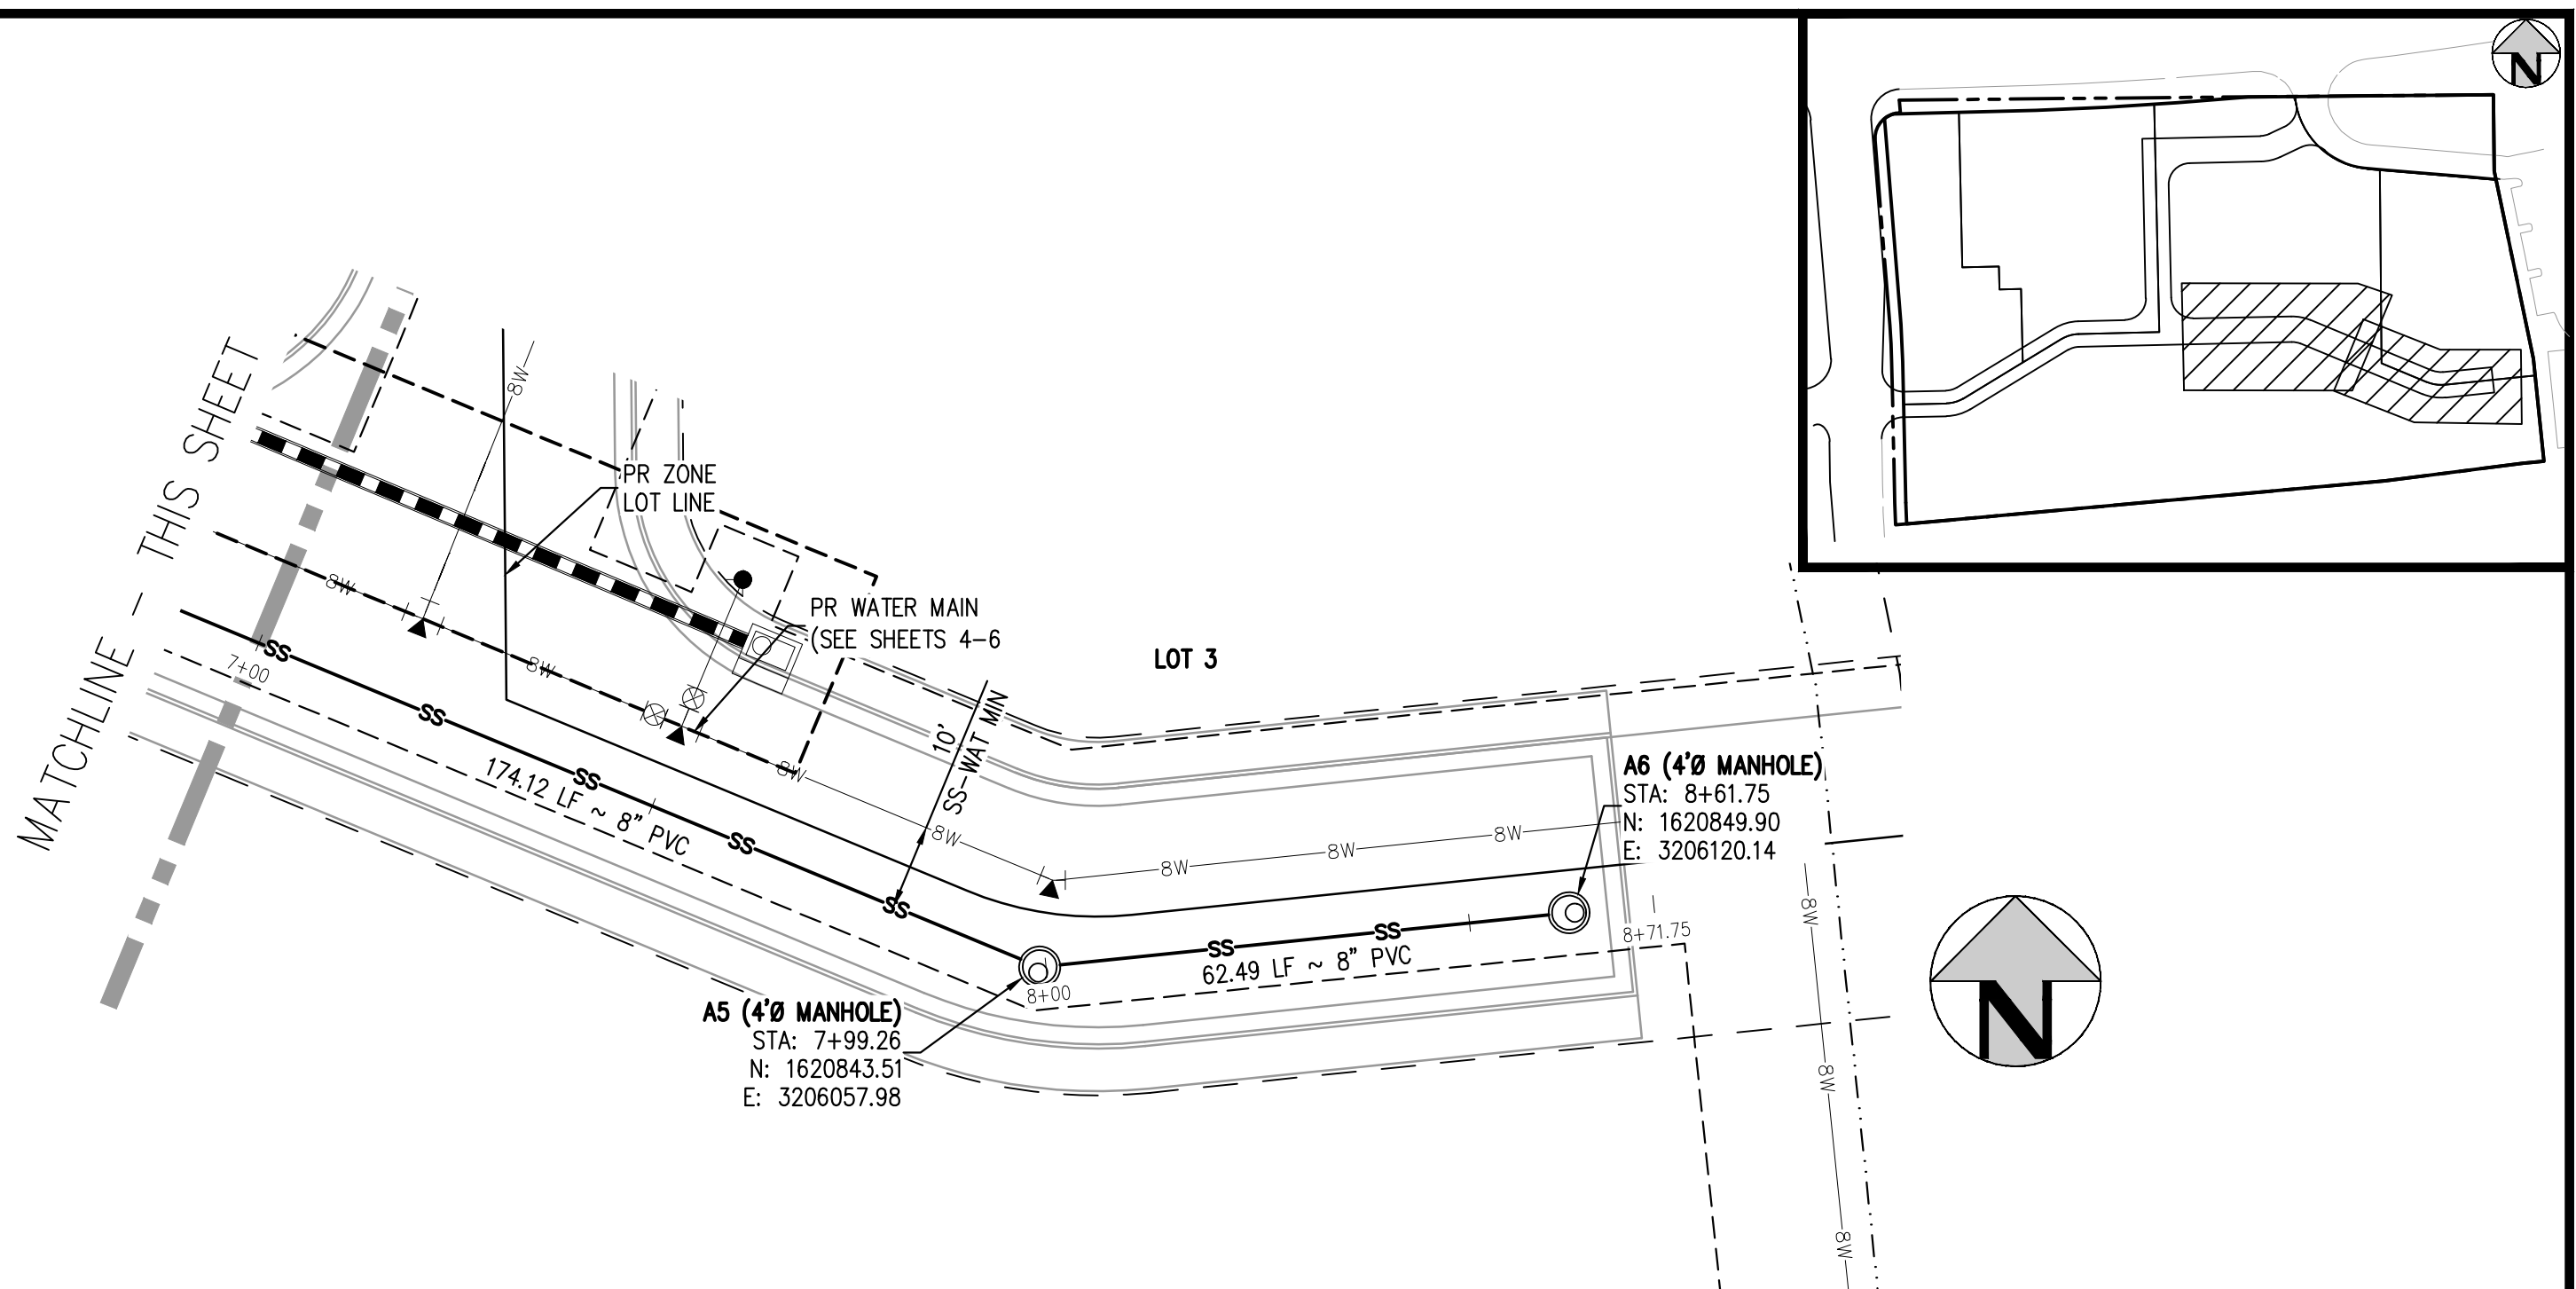 N
MATCHLINE - THIS SHEET
8W
PR ZONE
LOT LINE
8W
PR WATER MAIN
(SEE SHEETS 4-6
LOT 3
SS
7+00
8W
10'
SS-WAT MIN
SS
8W
A6 (4'Ø MANHOLE)
STA: 8+61.75
N: 1620849.90
E: 3206120.14
SS
174.12 LF ~ 8" PVC
SS
8W
8W
8W
8W
SS
8W
SS
SS
8+71.75
62.49 LF ~ 8" PVC
8+00
A5 (4'Ø MANHOLE)
STA: 7+99.26
N: 1620843.51
E: 3206057.98
N
8W
8W